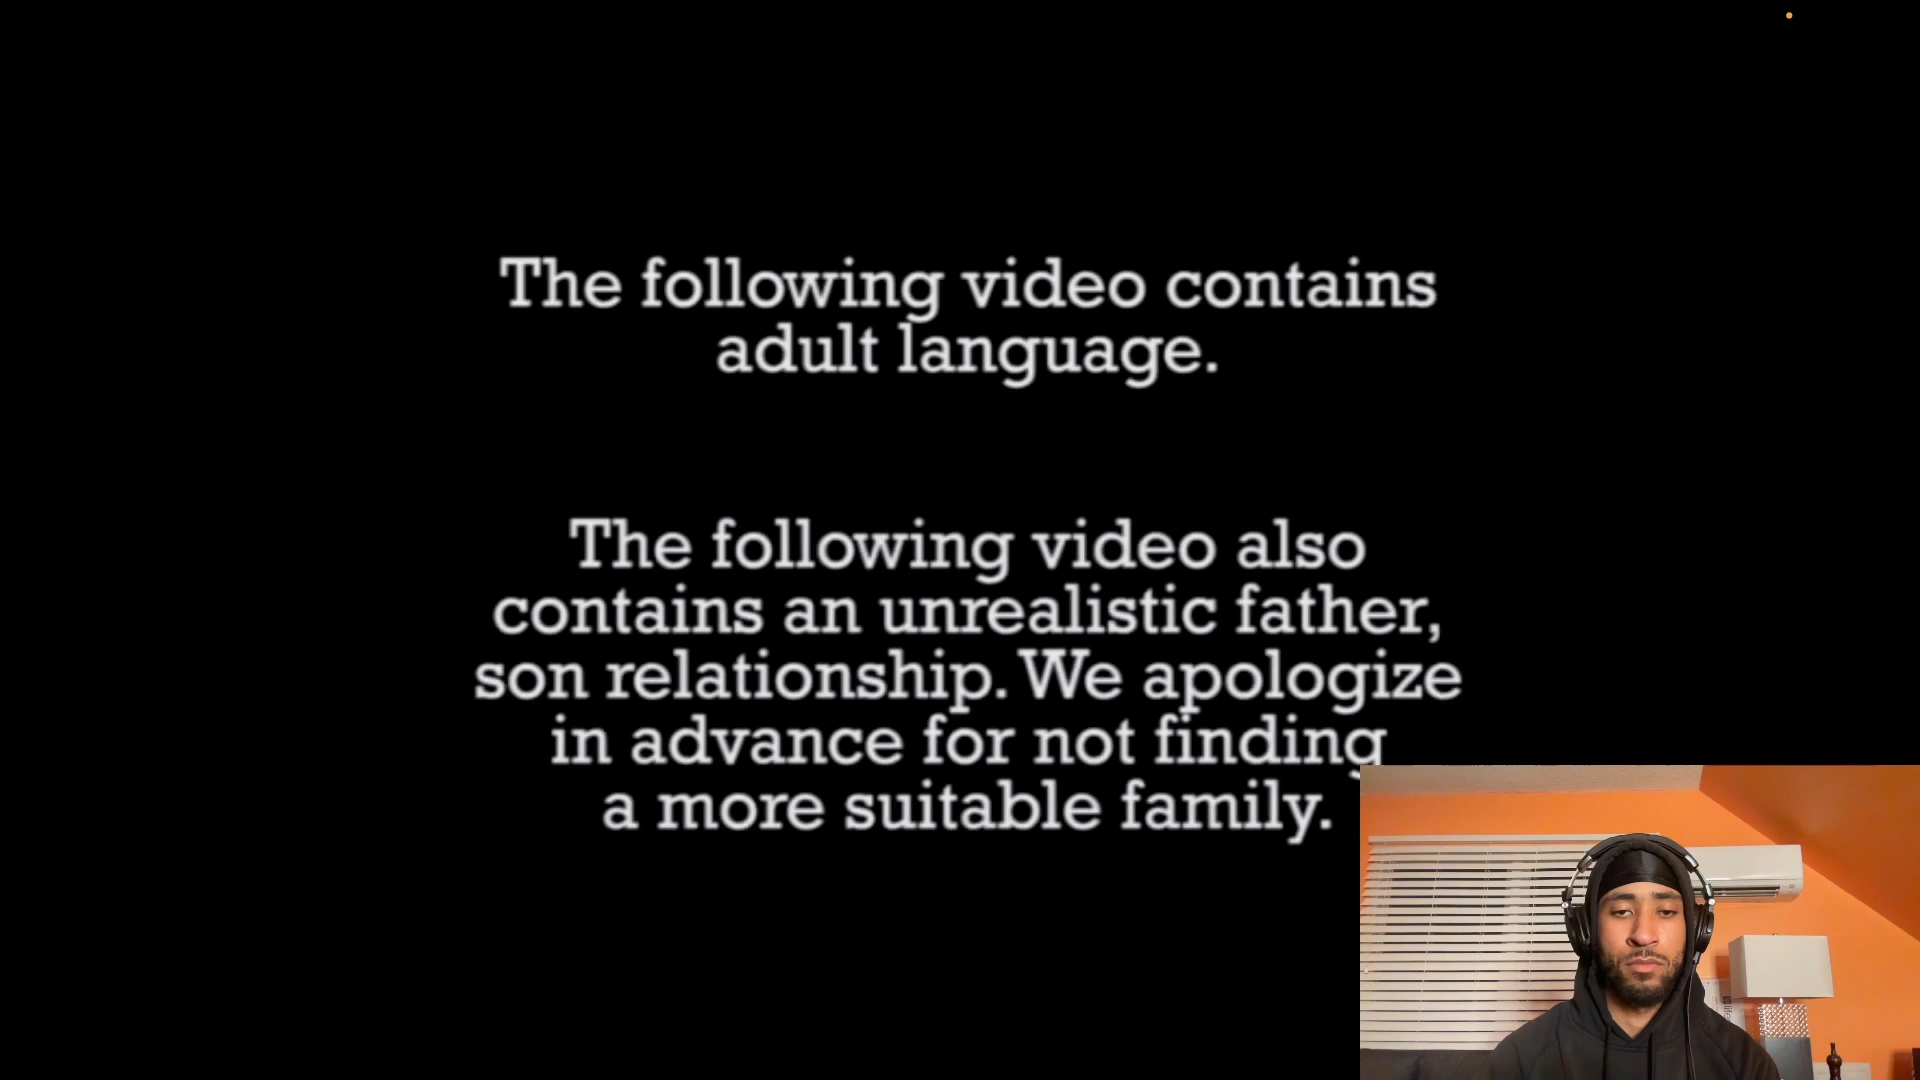 The following video contains
adult language.
The following video also
contains an unrealistic father,
son relationship. We apologize
in advance for not finding
a more suitable family.